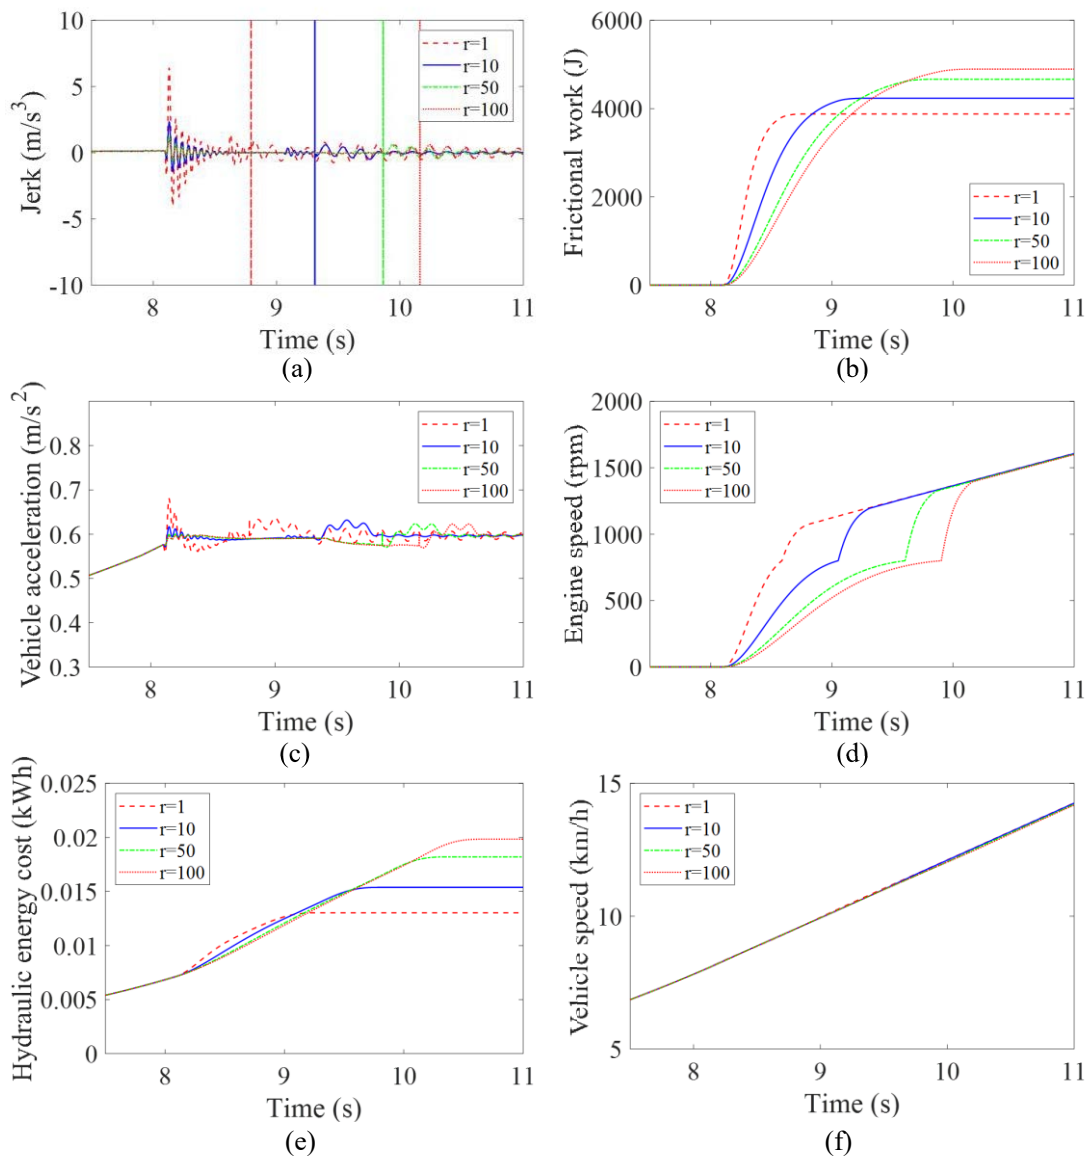 10
5
0
-5
-10
8
9
10
11
Jerk (m/s3)
Time (s)
r=1
r=10
r=50
r=100
(a)
6000
4000
2000
0
8
9
10
11
Frictional work (J)
Time (s)
r=1
r=10
r=50
r=100
(b)
0.8
0.7
0.6
0.5
0.4
0.3
8
9
10
11
Vehicle acceleration (m/s2)
Time (s)
r=1
r=10
r=50
r=100
(c)
2000
1500
1000
500
0
8
9
10
11
Engine speed (rpm)
Time (s)
r=1
r=10
r=50
r=100
(d)
0.025
0.02
0.015
0.01
0.005
0
8
9
10
11
Hydraulic energy cost (kWh)
Time (s)
r=1
r=10
r=50
r=100
(e)
15
10
5
8
9
10
11
Vehicle speed (km/h)
Time (s)
r=1
r=10
r=50
r=100
(f)